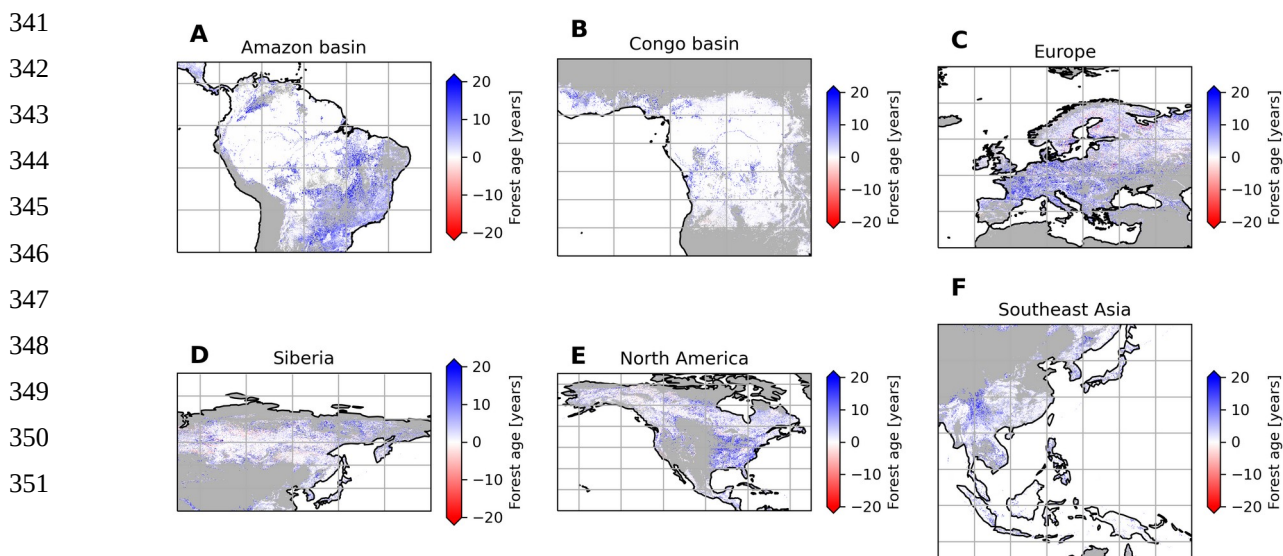 341
342
343
344
345
346
347
348
349
350
351
A
Amazon basin
20
10
0
−10
−20
Forest age [years]
B
Congo basin
20
10
0
−10
−20
Forest age [years]
C
Europe
20
10
0
−10
−20
Forest age [years]
D
Siberia
20
10
0
−10
−20
Forest age [years]
E
North America
20
10
0
−10
−20
Forest age [years]
F
Southeast Asia
20
10
0
−10
−20
Forest age [years]